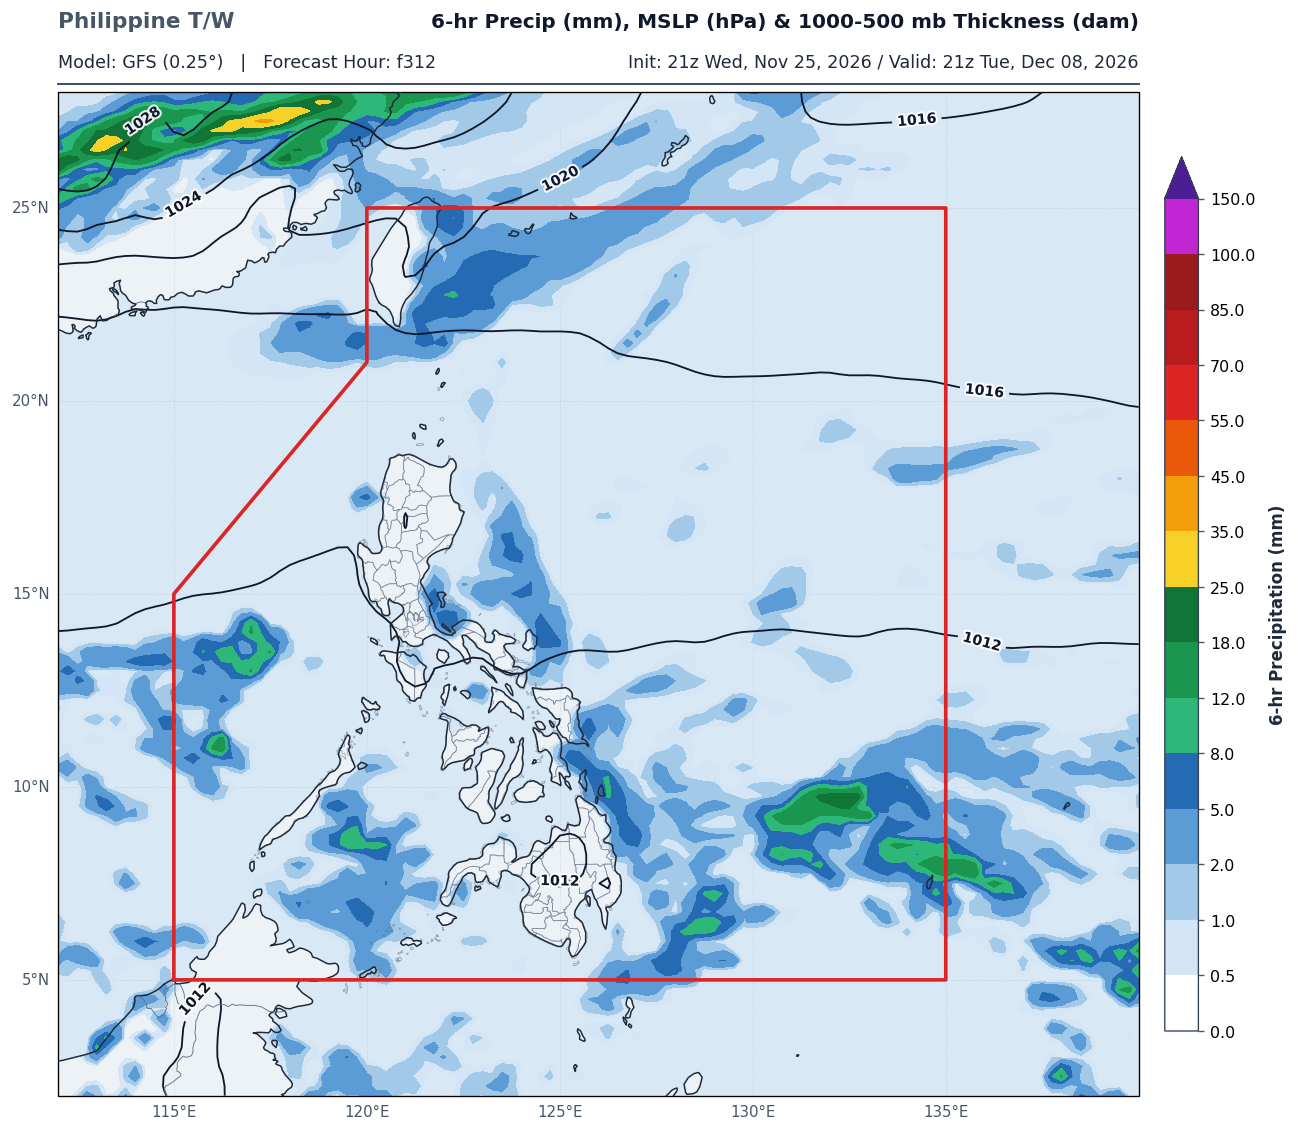 Philippine T/W
6-hr Precip (mm), MSLP (hPa) & 1000-500 mb Thickness (dam)
Model: GFS (0.25°) | Forecast Hour: f312
Init: 21z Wed, Nov 25, 2026 / Valid: 21z Tue, Dec 08, 2026
1028
1016
1020
1024
1016
1012
1012
1012
25°N
20°N
15°N
10°N
5°N
115°E
120°E
125°E
130°E
135°E
150.0
100.0
85.0
70.0
55.0
45.0
35.0
25.0
18.0
12.0
8.0
5.0
2.0
1.0
0.5
0.0
6-hr Precipitation (mm)